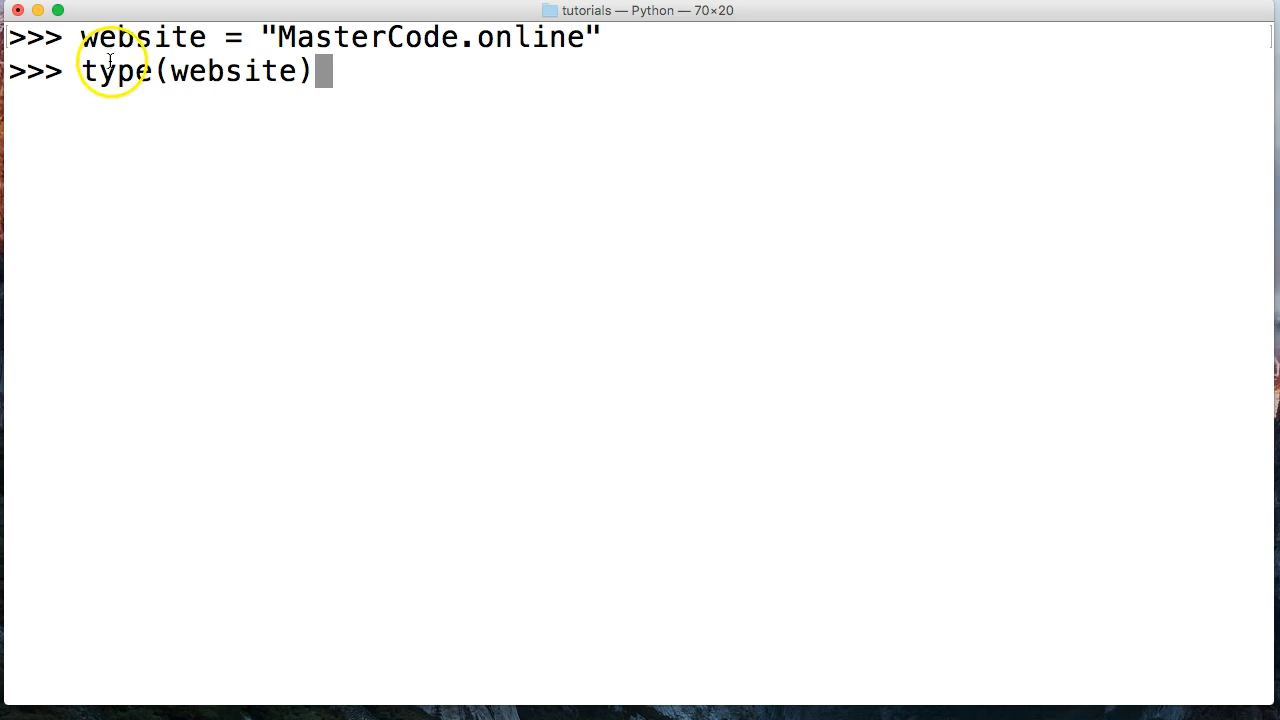 tutorials — Python — 70×20
>>> website = "MasterCode.online"
>>> type(website)